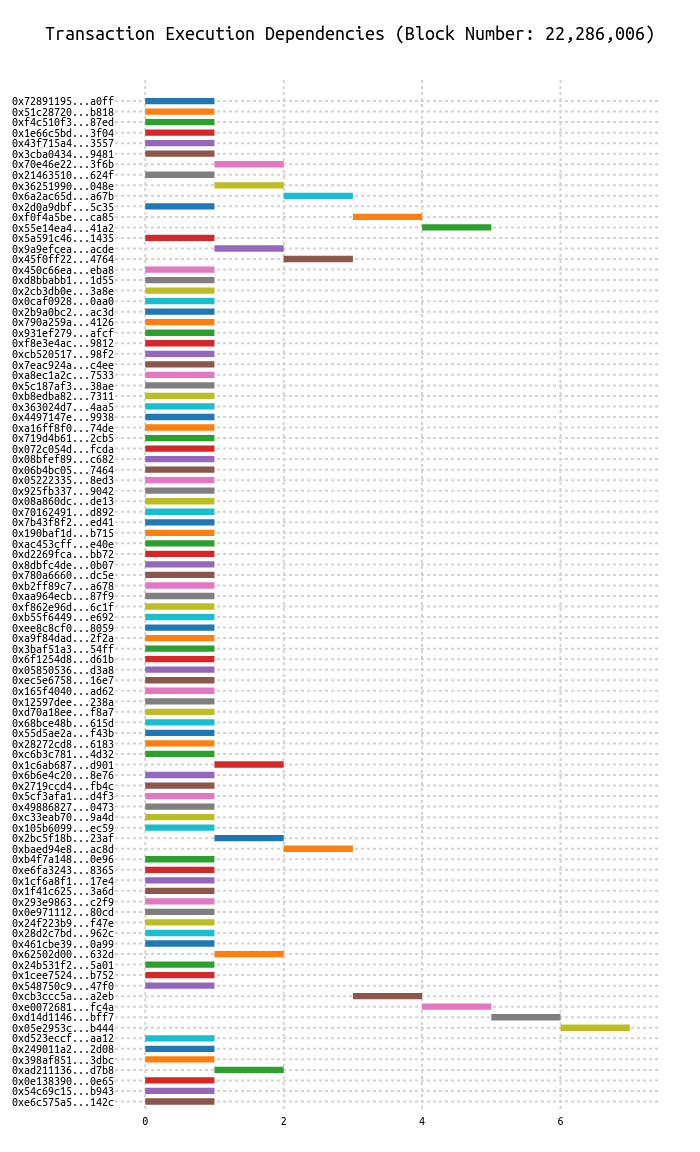 Transaction Execution Dependencies (Block Number: 22,286,006)
0x72891195...a0ff
0x51c28720...b818
0xf4c510f3...87ed
0x1e66c5bd...3f04
0x43f715a4...3557
0x3cba0434...9481
0x70e46e22...3f6b
0x21463510...624f
0x36251990...048e
0x6a2ac65d...a67b
0x2d0a9dbf...5c35
0xf0f4a5be...ca85
0x55e14ea4...41a2
0x5a591c46...1435
0x9a9efcea...acde
0x45f0ff22...4764
0x450c66ea...eba8
0xd8bbabb1...1d55
0x2cb3db0e...3a8e
0x0caf0928...0aa0
0x2b9a0bc2...ac3d
0x790a259a...4126
0x931ef279...afcf
0xf8e3e4ac...9812
0xcb520517...98f2
0x7eac924a...c4ee
0xa8ec1a2c...7533
0x5c187af3...38ae
0xb8edba82...7311
0x363024d7...4aa5
0x4497147e...9938
0xa16ff8f0...74de
0x719d4b61...2cb5
0x072c054d...fcda
0x08bfef89...c682
0x06b4bc05...7464
0x05222335...8ed3
0x925fb337...9042
0x08a860dc...de13
0x70162491...d892
0x7b43f8f2...ed41
0x190baf1d...b715
0xac453cff...e40e
0xd2269fca...bb72
0x8dbfc4de...0b07
0x780a6660...dc5e
0xb2ff89c7...a678
0xaa964ecb...87f9
0xf862e96d...6c1f
0xb55f6449...e692
0xee8c8cf0...8059
0xa9f84dad...2f2a
0x3baf51a3...54ff
0x6f1254d8...d61b
0x05850536...d3a8
0xec5e6758...16e7
0x165f4040...ad62
0x12597dee...238a
0xd70a18ee...f8a7
0x68bce48b...615d
0x55d5ae2a...f43b
0x28272cd8...6183
0xc6b3c781...4d32
0x1c6ab687...d901
0x6b6e4c20...8e76
0x2719ccd4...fb4c
0x5cf3afa1...d4f3
0x49886827...0473
0xc33eab70...9a4d
0x105b6099...ec59
0x2bc5f18b...23af
0xbaed94e8...ac8d
0xb4f7a148...0e96
0xe6fa3243...8365
0x1cf6a8f1...17e4
0x1f41c625...3a6d
0x293e9863...c2f9
0x0e971112...80cd
0x24f223b9...f47e
0x28d2c7bd...962c
0x461cbe39...0a99
0x62502d00...632d
0x24b531f2...5a01
0x1cee7524...b752
0x548750c9...47f0
0xcb3ccc5a...a2eb
0xe0072681...fc4a
0xd14d1146...bff7
0x05e2953c...b444
0xd523eccf...aa12
0x249011a2...2d08
0x398af851...3dbc
0xad211136...d7b8
0x0e138390...0e65
0x54c69c15...b943
0xe6c575a5...142c
0 2 4 6